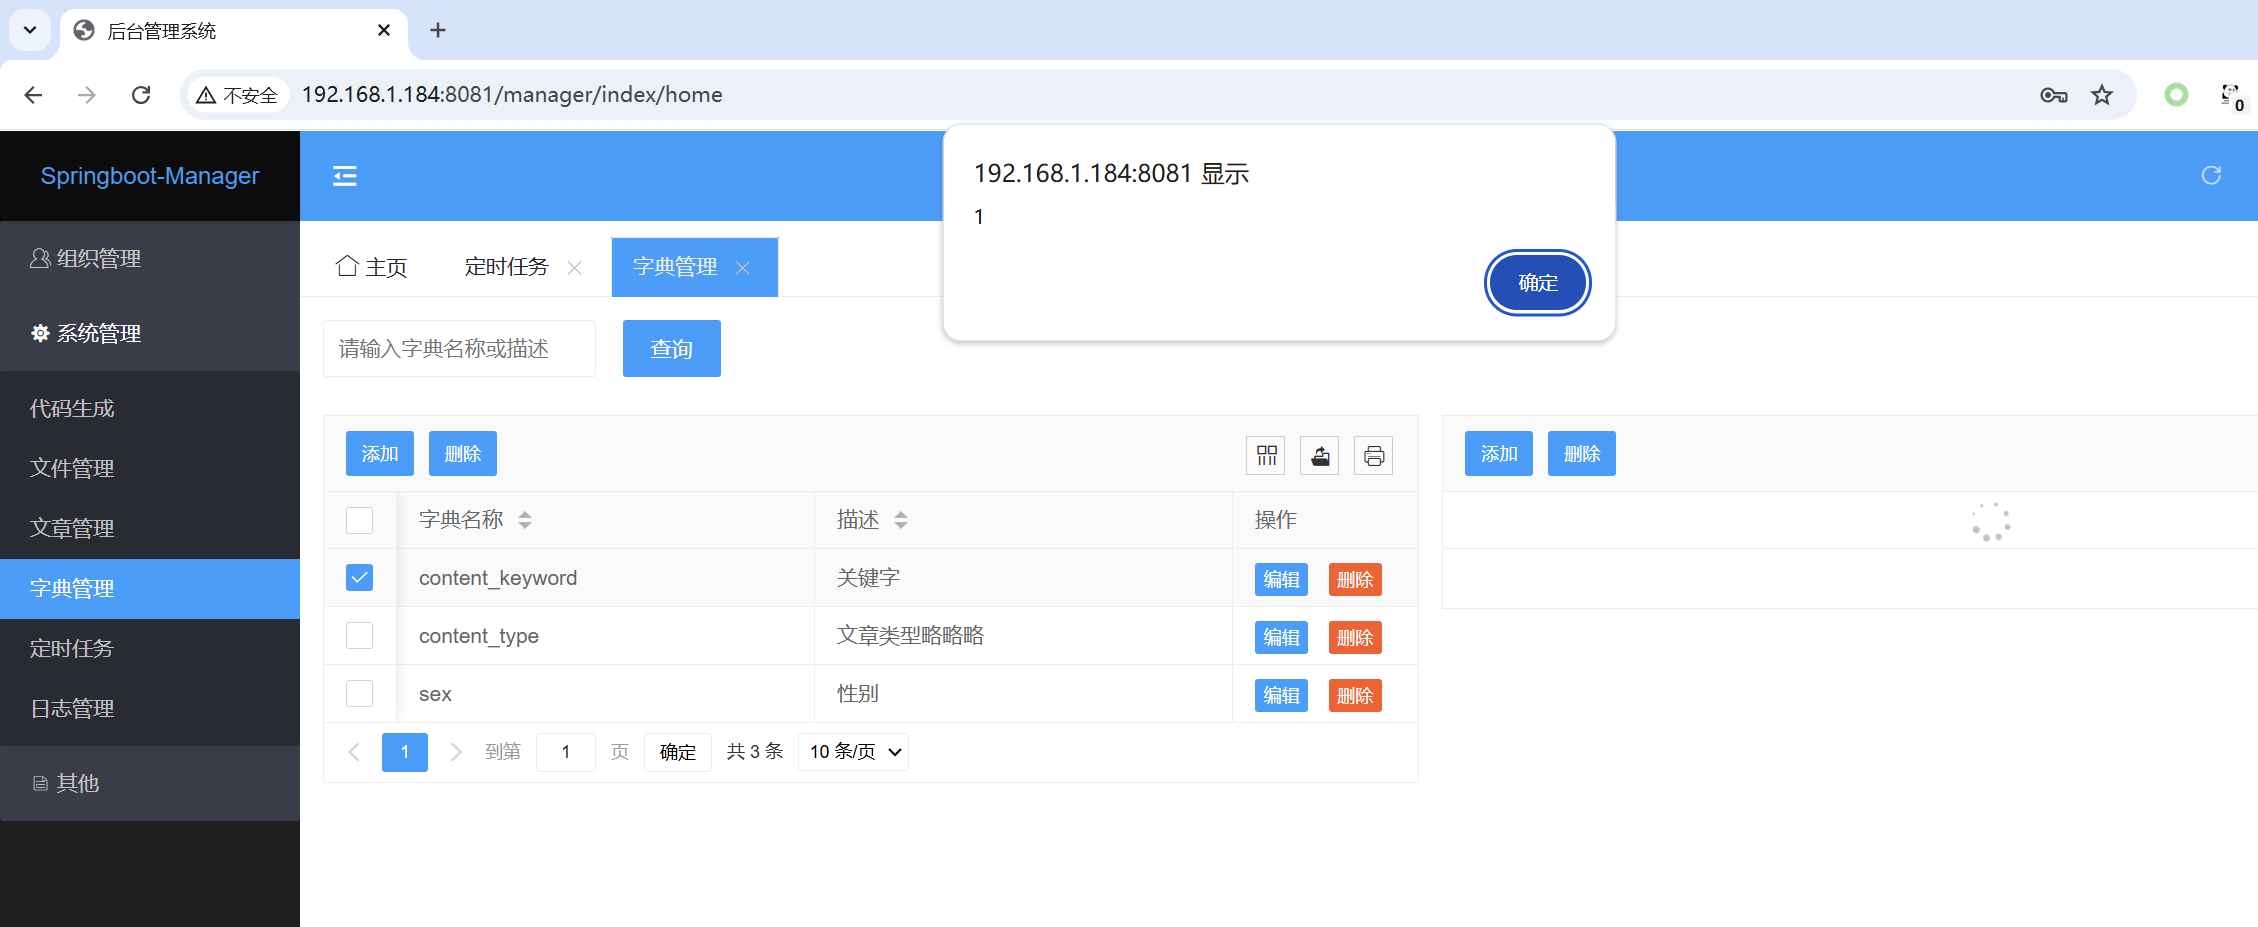 后台管理系统
不安全
192.168.1.184:8081/manager/index/home
0
Springboot-Manager
192.168.1.184:8081 显示
1
确定
组织管理
系统管理
代码生成
文件管理
文章管理
字典管理
定时任务
日志管理
其他
主页
定时任务
字典管理
请输入字典名称或描述
查询
添加
删除
字典名称
描述
操作
content_keyword
关键字
编辑
删除
content_type
文章类型略略略
编辑
删除
sex
性别
编辑
删除
1
到第
1
页
确定
共 3 条
10 条/页
添加
删除